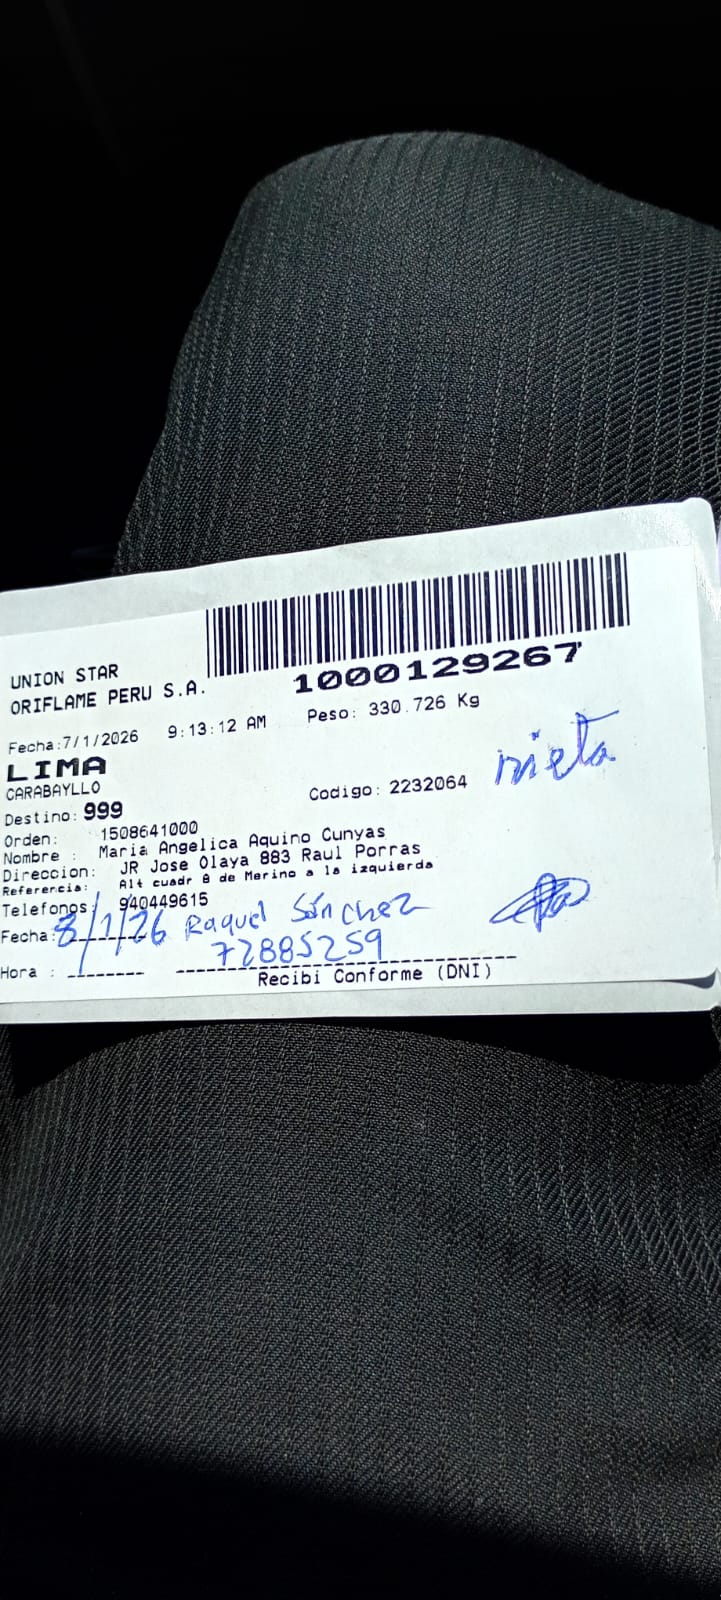 UNION STAR
ORIFLAME PERU S.A.
1000129267
Fecha:7/1/2026 9:13:12 AM Peso: 330.726 Kg
LIMA
CARABAYLLO
nieta
Destino: 999 Codigo: 2232064
Orden: 1508641000
Nombre : Maria Angelica Aquino Cunyas
Direccion: JR Jose Olaya 883 Raul Porras
Referencia: Alt cuadr 8 de Merino a la izquierda
Telefonos: 940449615
Fecha: 8/1/26 Raquel Sánchez
72885259
Hora :
Recibi Conforme (DNI)